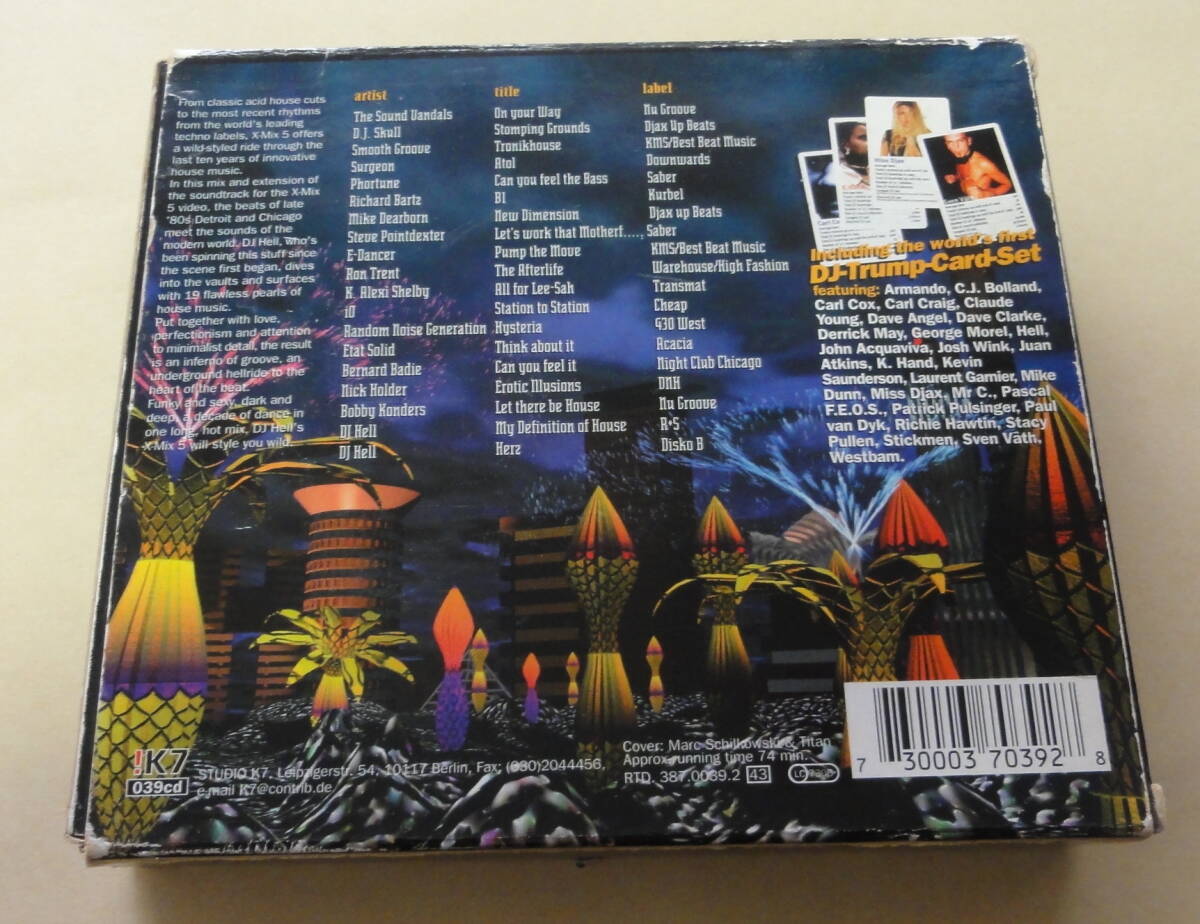 From classic acid house cuts
to the most recent rhythms
from the world's leading
techno labels, X-Mix 5 offers
a wild-styled ride through the
last ten years of innovative
house music.
In this mix and extension of
the soundtrack for the X-Mix
5 video, the beats of late
'80s Detroit and Chicago
meet the sounds of the
modern world. DJ Hell, who's
been spinning this stuff since
the scene first began, dives
into the vaults and surfaces
with 19 flawless pearls of
house music.
Put together with love,
perfectionism and attention
to minimalist detail, the result
is an inferno of groove, an
underground hellride to the
heart of the beat.
Funky and sexy, dark and
deep, a decade of dance in
one long, hot mix, DJ Hell's
X-Mix 5 will style you wild.
artist title label
The Sound Vandals On your Way Nu Groove
D.J. Skull Stomping Grounds Djax Up Beats
Smooth Groove Tronikhouse KMS/Best Beat Music
Surgeon Atol Downwards
Phortune Can you feel the Bass Saber
Richard Bartz B1 Kurbel
Mike Dearborn New Dimension Djax up Beats
Steve Pointdexter Let's work that Motherf...., Saber
E-Dancer Pump the Move KMS/Best Beat Music
Ron Trent The Afterlife Warehouse/High Fashion
K. Alexi Shelby All for Lee-Sah Transmat
iO Station to Station Cheap
Random Noise Generation Hysteria 430 West
Etat Solid Think about it Acacia
Bernard Badie Can you feel it Night Club Chicago
Nick Holder Erotic Illusions DNH
Bobby Konders Let there be House Nu Groove
DJ Hell My Definition of House R+S
DJ Hell Herz Disko B
Miss Djax
Including the world's first
DJ-Trump-Card-Set
featuring: Armando, C.J. Bolland,
Carl Cox, Carl Craig, Claude
Young, Dave Angel, Dave Clarke,
Derrick May, George Morel, Hell,
John Acquaviva, Josh Wink, Juan
Atkins, K. Hand, Kevin
Saunderson, Laurent Garnier, Mike
Dunn, Miss Djax, Mr C., Pascal
F.E.O.S., Patrick Pulsinger, Paul
van Dyk, Richie Hawtin, Stacy
Pullen, Stickmen, Sven Väth,
Westbam.
!K7
039cd
STUDIO K7, Leipzigerstr. 54, 10117 Berlin, Fax: (030)2044456,
e.mail K7@contrib.de
Cover: Marc Schilkowski & Titan
Approx running time 74 min.
RTD. 387.0039.2 43 LC
7 30003 70392 8